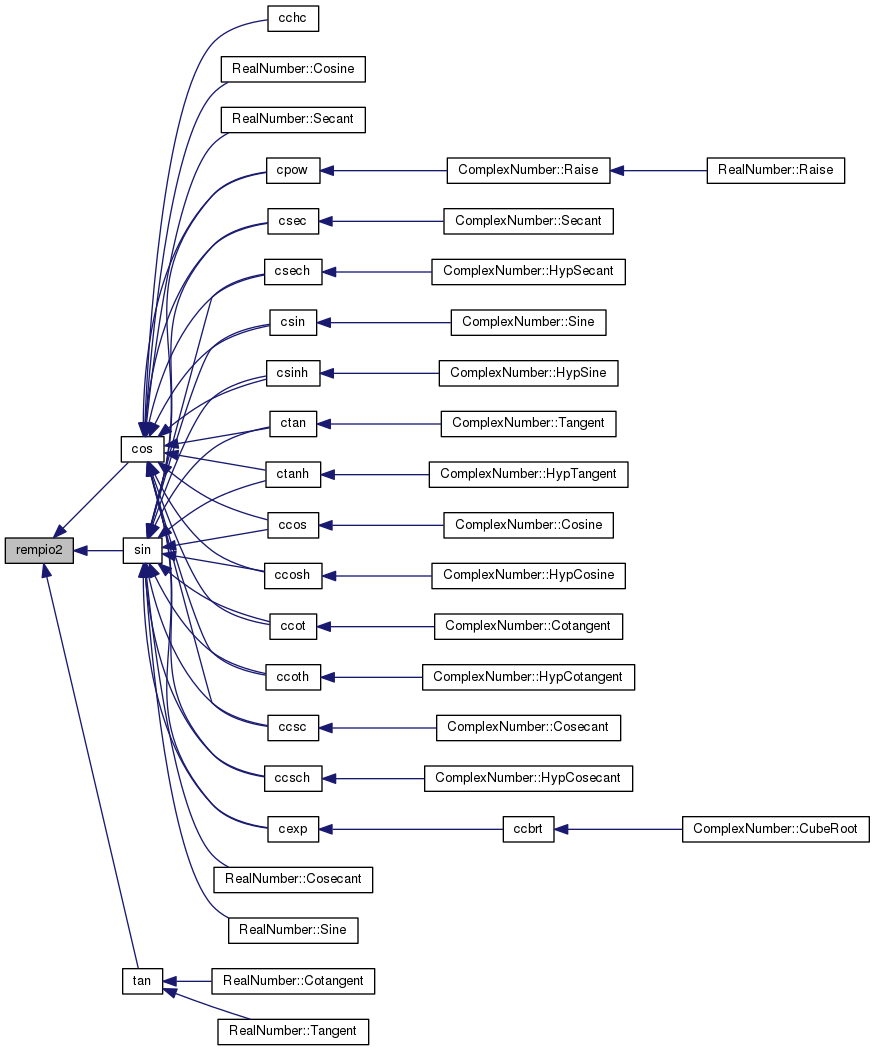 cchc
RealNumber::Cosine
RealNumber::Secant
cpow
ComplexNumber::Raise
RealNumber::Raise
csec
ComplexNumber::Secant
csech
ComplexNumber::HypSecant
csin
ComplexNumber::Sine
csinh
ComplexNumber::HypSine
ctan
ComplexNumber::Tangent
cos
ctanh
ComplexNumber::HypTangent
ccos
ComplexNumber::Cosine
rempio2
sin
ccosh
ComplexNumber::HypCosine
ccot
ComplexNumber::Cotangent
ccoth
ComplexNumber::HypCotangent
ccsc
ComplexNumber::Cosecant
ccsch
ComplexNumber::HypCosecant
cexp
ccbrt
ComplexNumber::CubeRoot
RealNumber::Cosecant
RealNumber::Sine
tan
RealNumber::Cotangent
RealNumber::Tangent